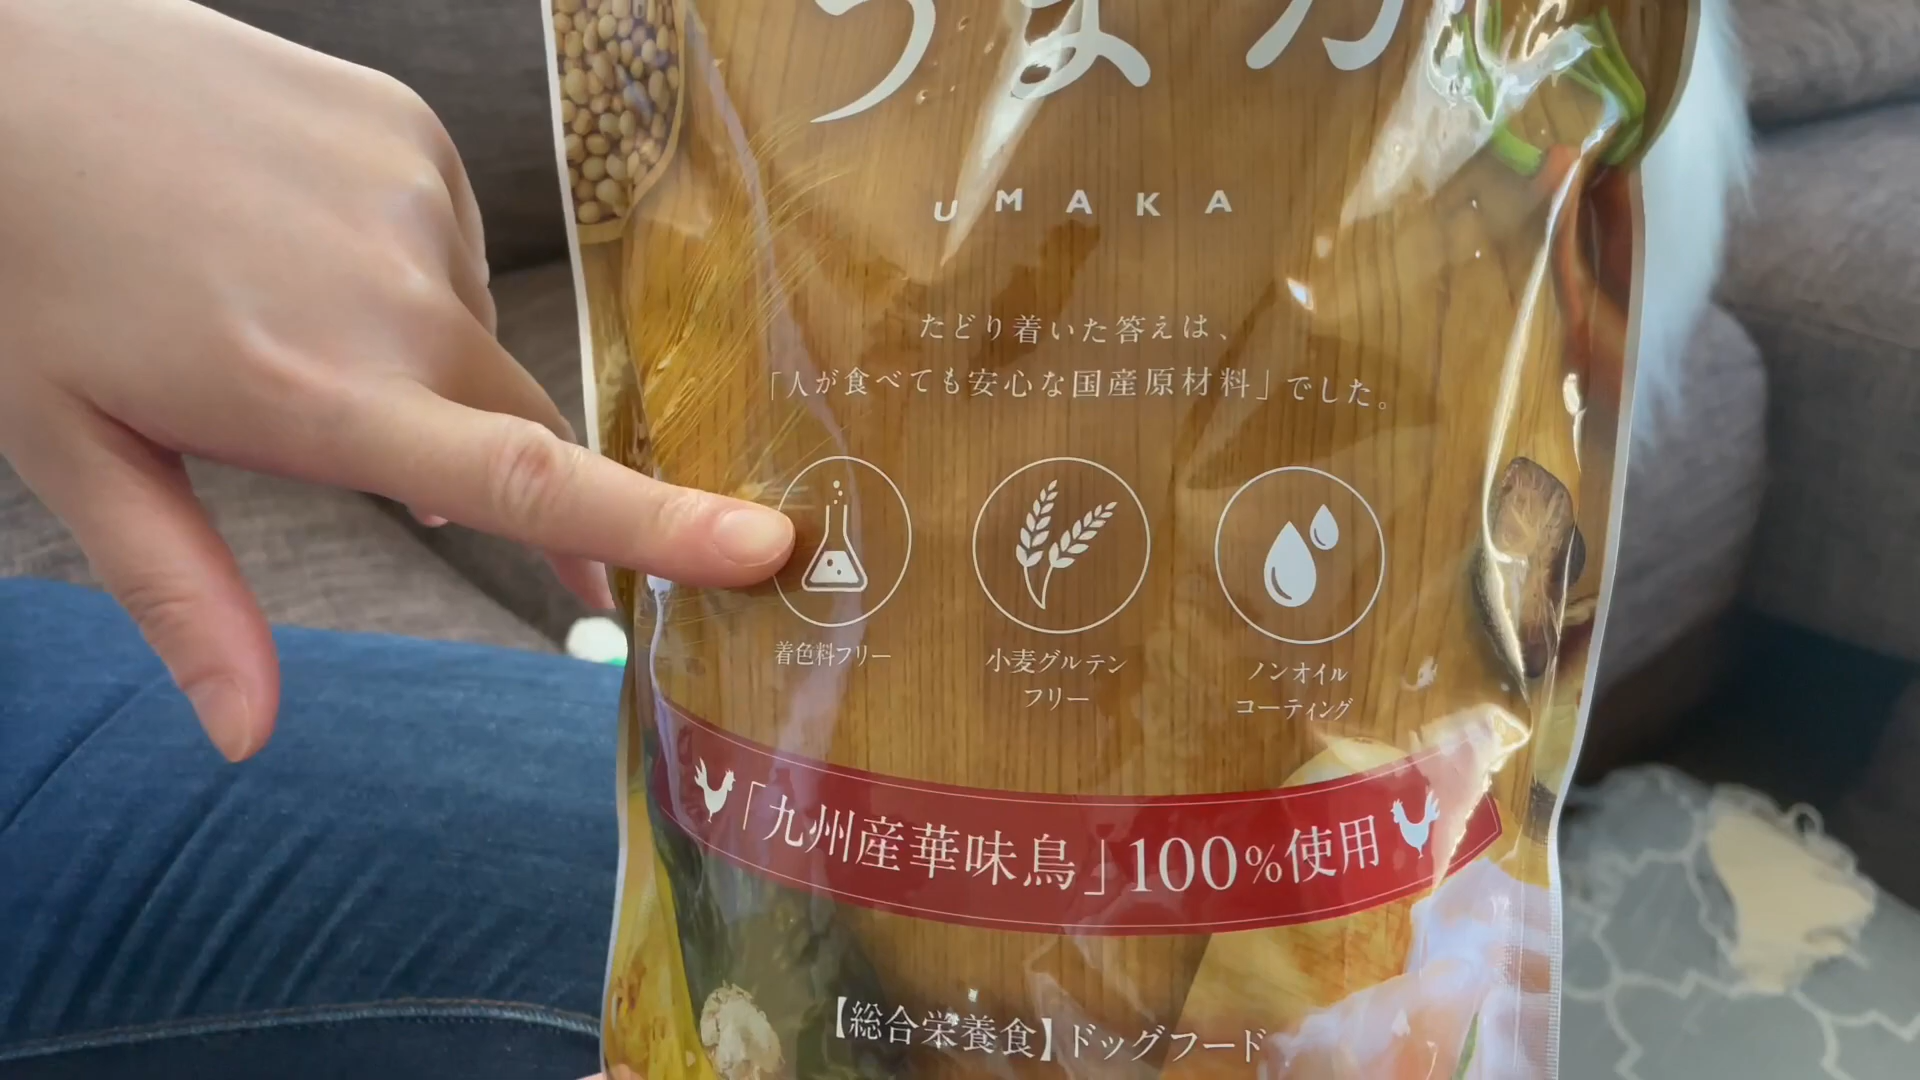 うまか
UMAKA
たどり着いた答えは、
「人が食べても安心な国産原材料」でした。
着色料フリー
小麦グルテン
フリー
ノンオイル
コーティング
「九州産華味鳥」100%使用
【総合栄養食】ドッグフード